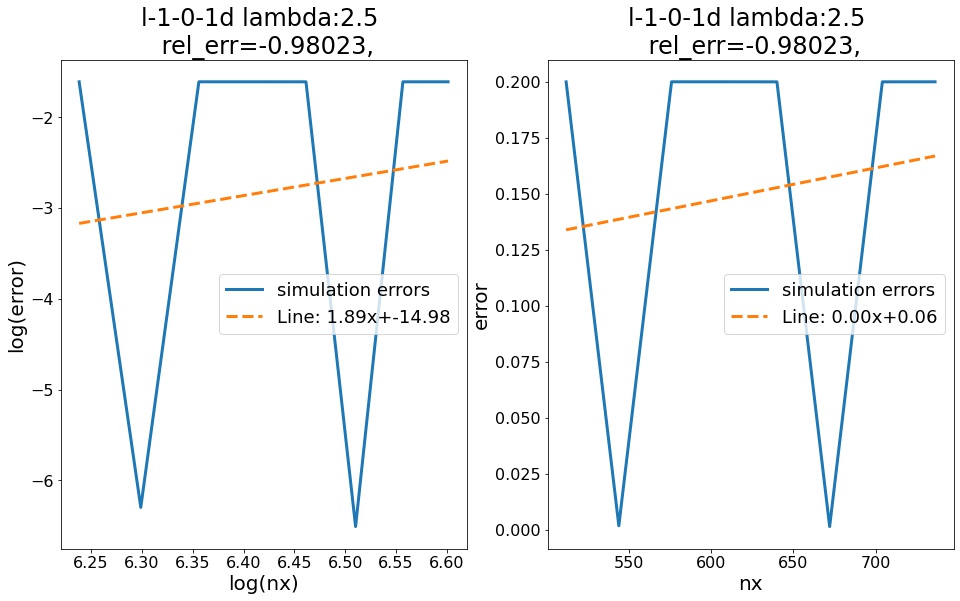 l-1-0-1d lambda:2.5
rel_err=-0.98023,
log(error)
−2
−3
−4
−5
−6
simulation errors
Line: 1.89x+-14.98
6.25 6.30 6.35 6.40 6.45 6.50 6.55 6.60
log(nx)
l-1-0-1d lambda:2.5
rel_err=-0.98023,
error
0.200
0.175
0.150
0.125
0.100
0.075
0.050
0.025
0.000
simulation errors
Line: 0.00x+0.06
550 600 650 700
nx